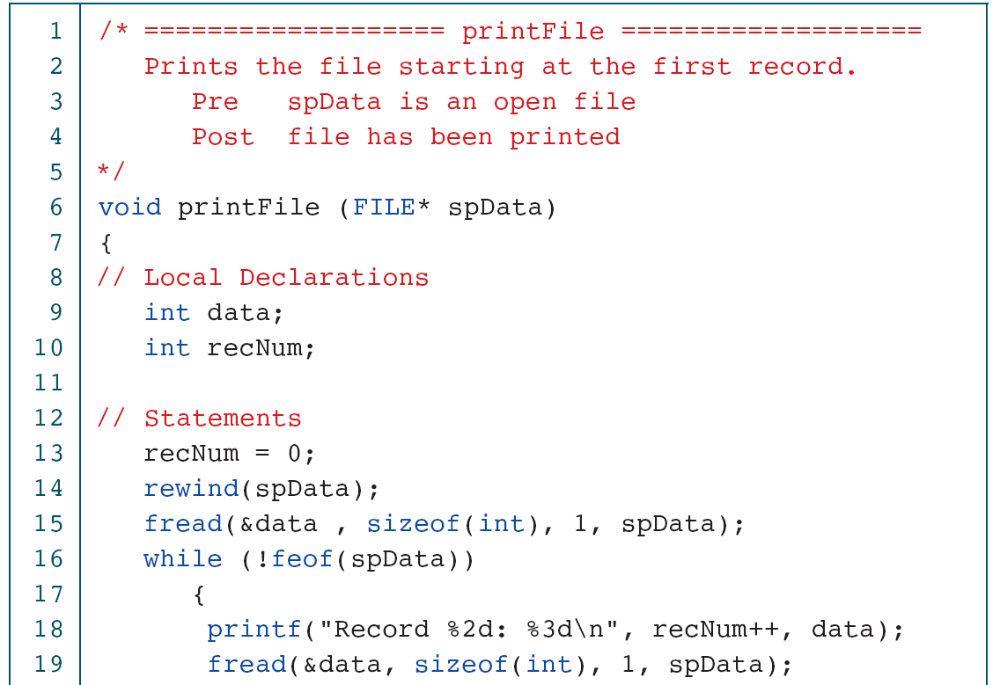 1 /* =================== printFile ===================
2 Prints the file starting at the first record.
3 Pre spData is an open file
4 Post file has been printed
5 */
6 void printFile (FILE* spData)
7 {
8 // Local Declarations
9 int data;
10 int recNum;
11
12 // Statements
13 recNum = 0;
14 rewind(spData);
15 fread(&data , sizeof(int), 1, spData);
16 while (!feof(spData))
17 {
18 printf("Record %2d: %3d\n", recNum++, data);
19 fread(&data, sizeof(int), 1, spData);